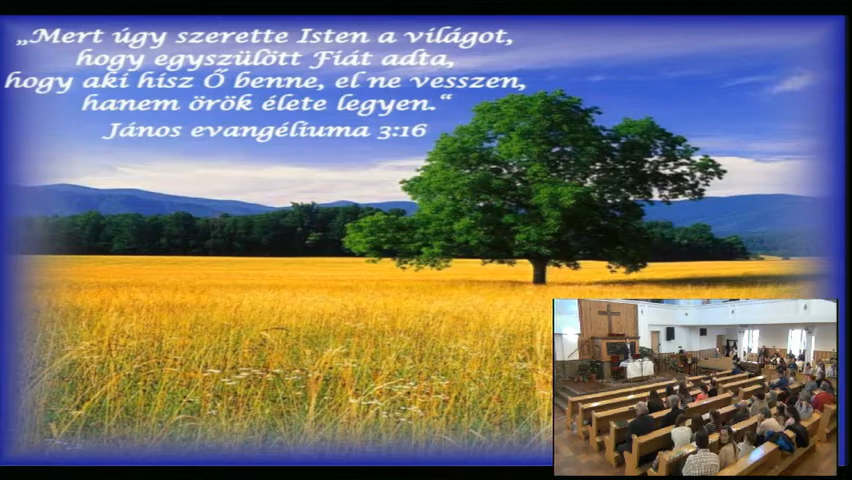 „Mert úgy szerette Isten a világot,
hogy egyszülött Fiát adta,
hogy aki hisz Ő benne, el ne vesszen,
hanem örök élete legyen.“
János evangéliuma 3:16